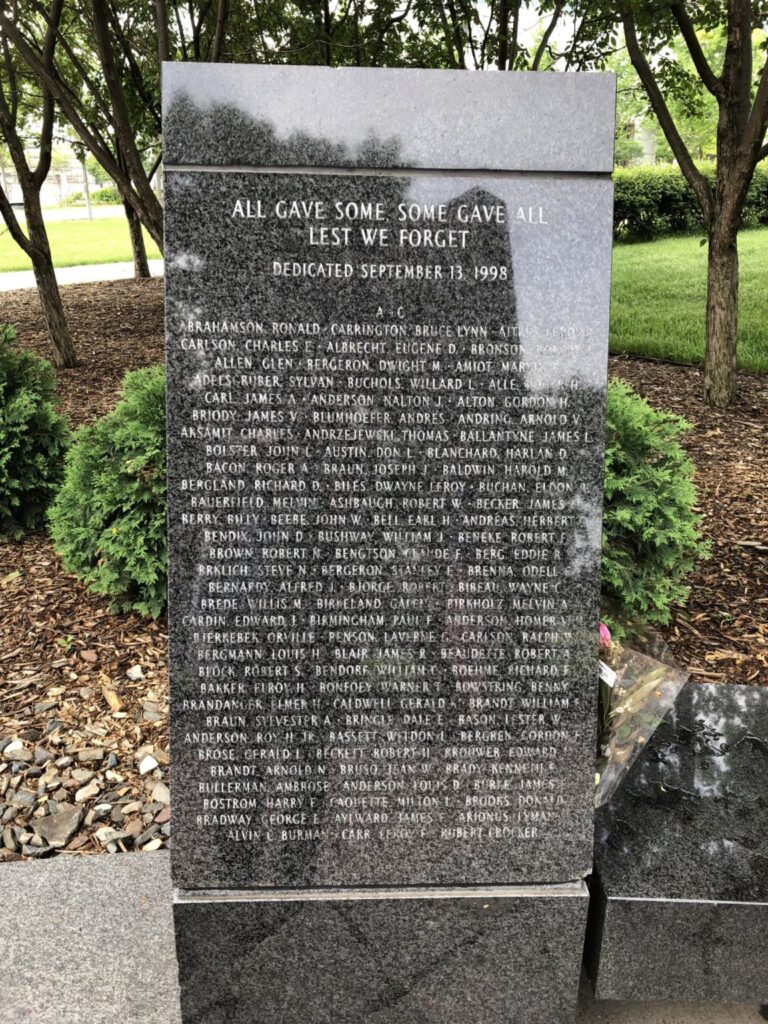 ALL GAVE SOME SOME GAVE ALL
LEST WE FORGET
DEDICATED SEPTEMBER 13, 1998
A C
ABRAHAMSON, RONALD · CARRINGTON, BRUCE LYNN ·
CARLSON, CHARLES E. · ALBRECHT, EUGENE D. · BRONSON,
ALLEN, GLEN · BERGERON, DWIGHT M. · AMIOT,
ADELSGRUBER, SYLVAN · BUCHOLS, WILLARD L. ·
CARL, JAMES A. · ANDERSON, NALTON J. · ALTON, GORDON H.
BRIODY, JAMES V. · BLUMHOEFER, ANDRES · ANDRING, ARNOLD V.
AKSAMIT, CHARLES · ANDRZEJEWSKI, THOMAS · BALLANTYNE, JAMES L.
BOLSTER, JOHN L. · AUSTIN, DON L. · BLANCHARD, HARLAN D.
BACON, ROGER A. · BRAUN, JOSEPH J. · BALDWIN, HAROLD M.
BERGLAND, RICHARD D. · BILES, DWAYNE LEROY · BUCHAN, ELDON
BAUERFIELD, MELVIN · ASHBAUGH, ROBERT W. · BECKER, JAMES
BERRY, BILLY · BEEBE, JOHN W. · BELL, EARL H. · ANDREAS, HERBERT
BENDIX, JOHN D. · BUSHWAY, WILLIAM J. · BENEKE, ROBERT F.
BROWN, ROBERT N. · BENGTSON, CLAUDE F. · BERG, EDDIE R.
BRKLICH, STEVE N. · BERGERON, STANLEY E. · BRENNA, ODELL
BERNARDY, ALFRED J. · BJORGE, ROBERT · BIBEAU, WAYNE C.
BREDE, WILLIS M. · BIRKELAND, GALEN · BIRKHOLZ, MELVIN A.
CARDIN, EDWARD J. · BIRMINGHAM, PAUL F. · ANDERSON, HOMER
BJERKEBEK, ORVILLE · BENSON, LAVERNE G. · CARLSON, RALPH W.
BERGMANN, LOUIS H. · BLAIR, JAMES R. · BEAUDETTE, ROBERT A.
BLOCK, ROBERT S. · BENDORF, WILLIAM C. · BOEHME, RICHARD F.
BAKKER, ELROY H. · BONFOEY, WARNER T. · BOWSTRING, BENNY
BRANDANGER, ELMER H. · CALDWELL, GERALD · BRANDT, WILLIAM F.
BRAUN, SYLVESTER A. · BRINGLE, DALE E. · BASON, LESTER W.
ANDERSON, ROY H. JR. · BASSETT, WELDON L. · BERGREN, GORDON F.
BROSE, GERALD L. · BECKETT, ROBERT H. · BROUWER, EDWARD
BRANDT, ARNOLD N. · BRUSO, JEAN W. · BRADY, KENNETH
BULLERMAN, AMBROSE · ANDERSON, LOUIS D. · BURKE, JAMES
BOSTROM, HARRY F. · CAOUETTE, MILTON L. · BROOKS, DONALD
BRADWAY, GEORGE E. · AYLWARD, JAMES E. · ARIONUS, LYMAN
ALVIN L. BURHAN · CARR, LEROY F. · ROBERT CROCKER